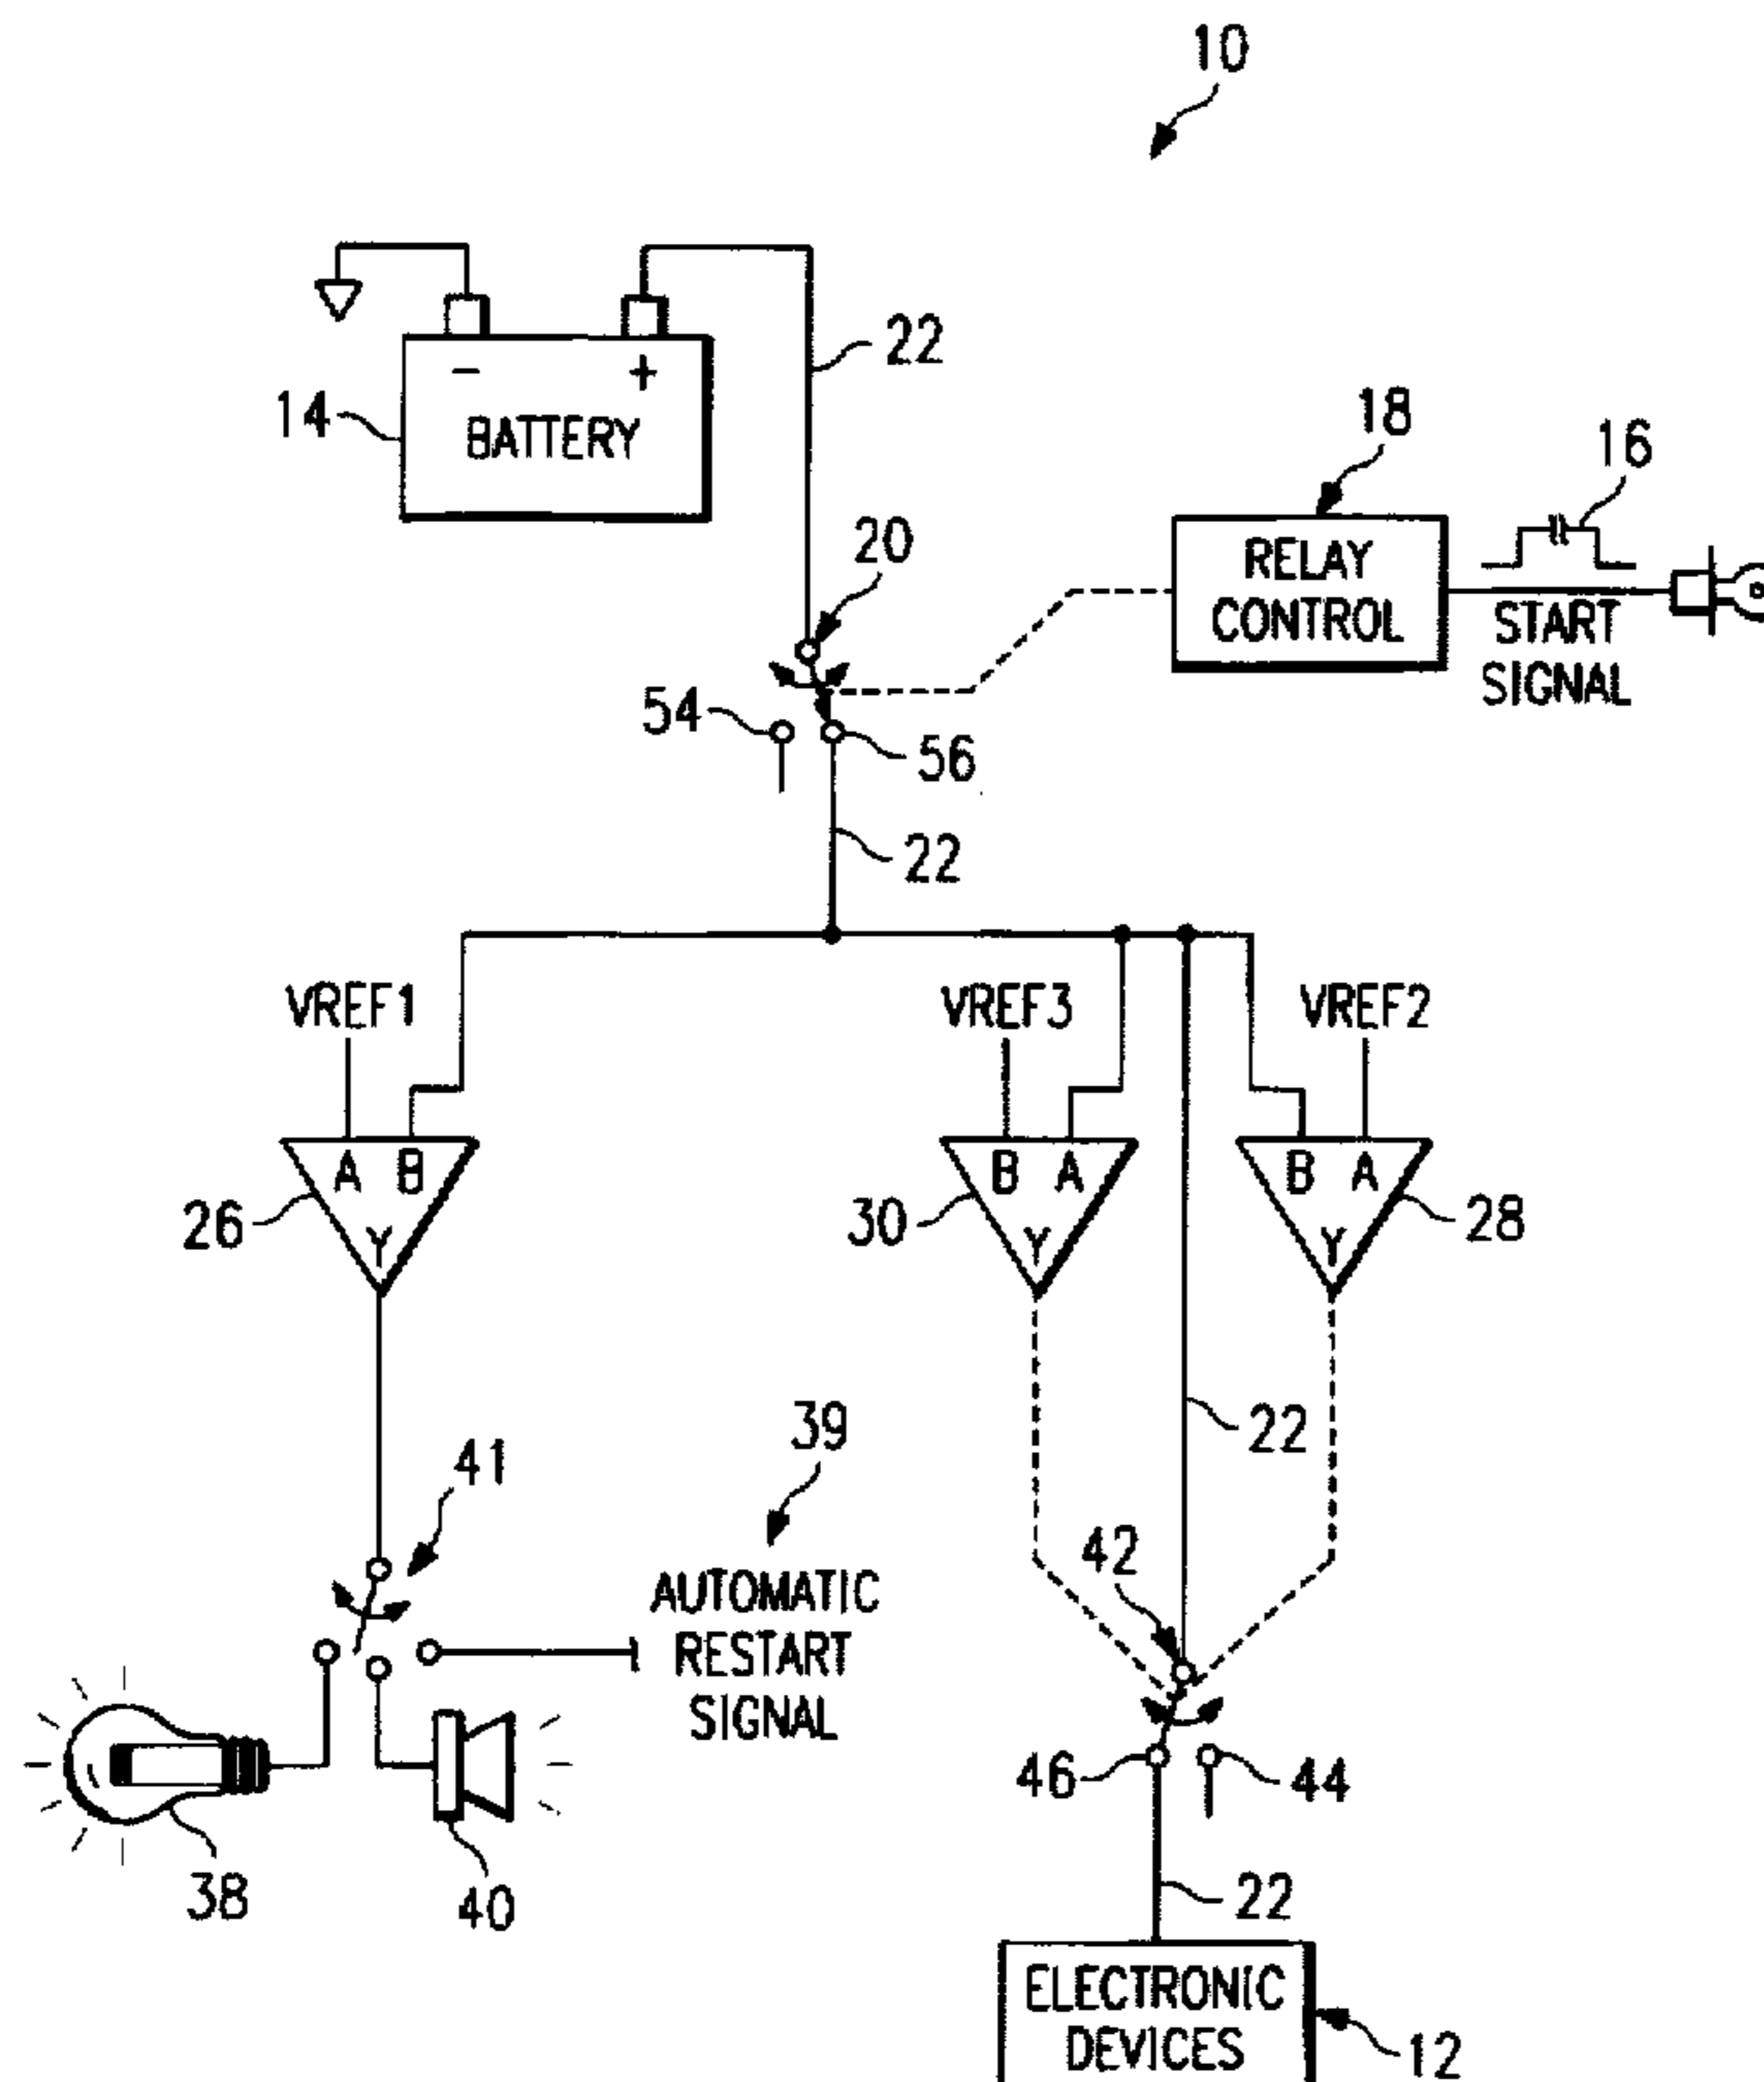 10
22
14
- +
BATTERY
18
16
20
RELAY
CONTROL
START
SIGNAL
54
56
22
VREF1
VREF3
VREF2
A B
Y
26
B A
Y
30
B A
Y
28
22
39
41
42
AUTOMATIC
RESTART
SIGNAL
46
44
38
40
22
ELECTRONIC
DEVICES
12